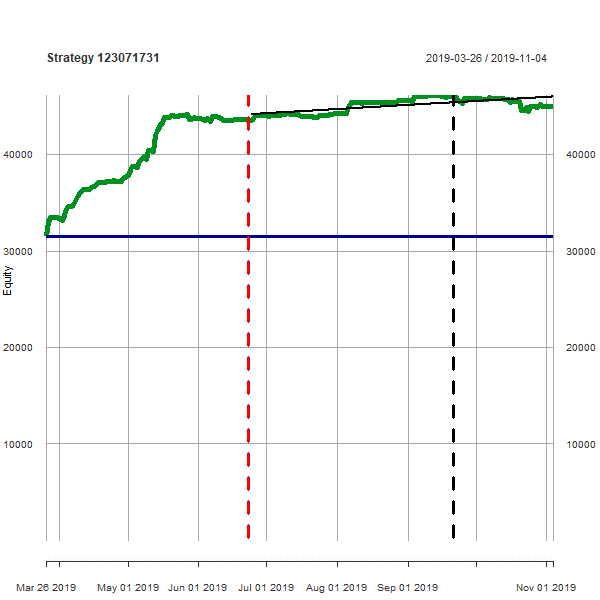 Strategy 123071731
2019-03-26 / 2019-11-04
40000
40000
30000
30000
Equity
20000
20000
10000
10000
Mar 26 2019
May 01 2019
Jun 01 2019
Jul 01 2019
Aug 01 2019
Sep 01 2019
Nov 01 2019